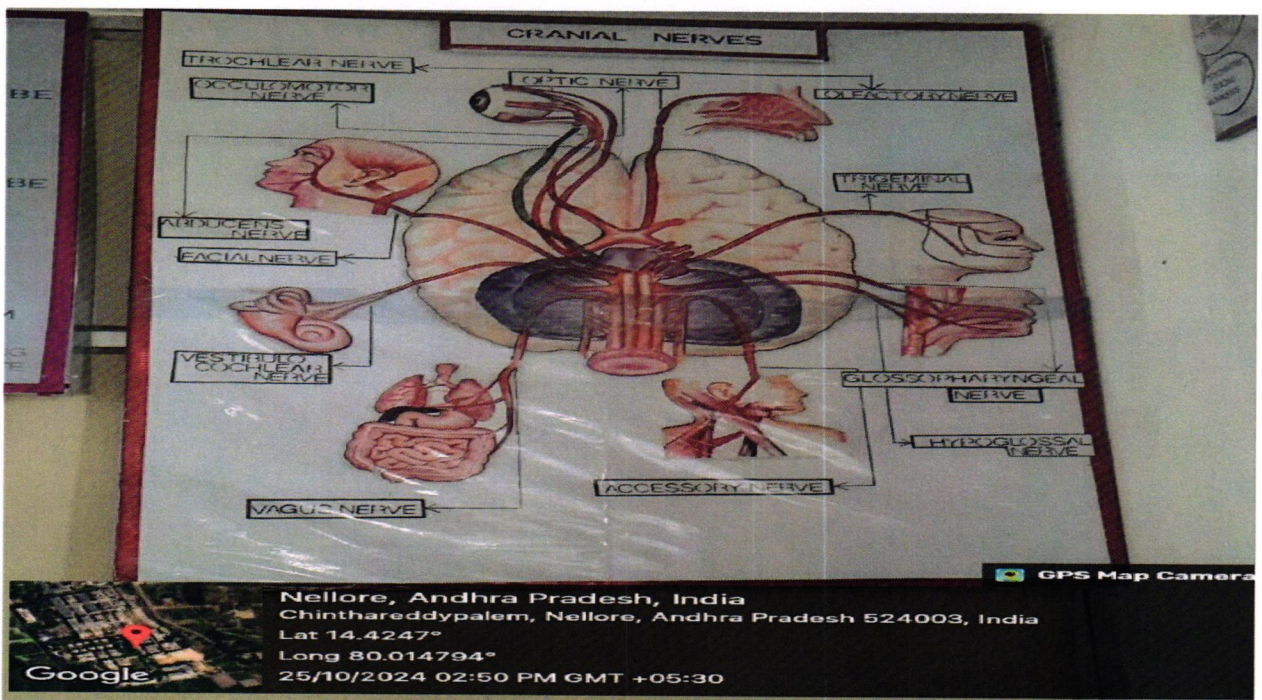 CRANIAL NERVES
TROCHLEAR NERVE
OPTIC NERVE
OCCULOMOTOR
NERVE
OLFACTORY NERVE
TRIGEMINAL
NERVE
ABDUCENS
NERVE
FACIAL NERVE
VESTIBULO
COCHLEAR
NERVE
GLOSSOPHARYNGEAL
NERVE
HYPOGLOSSAL
NERVE
ACCESSORY NERVE
VAGUS NERVE
BE
BE
GPS Map Camera
Nellore, Andhra Pradesh, India
Chinthareddypalem, Nellore, Andhra Pradesh 524003, India
Lat 14.4247°
Long 80.014794°
25/10/2024 02:50 PM GMT +05:30
Google